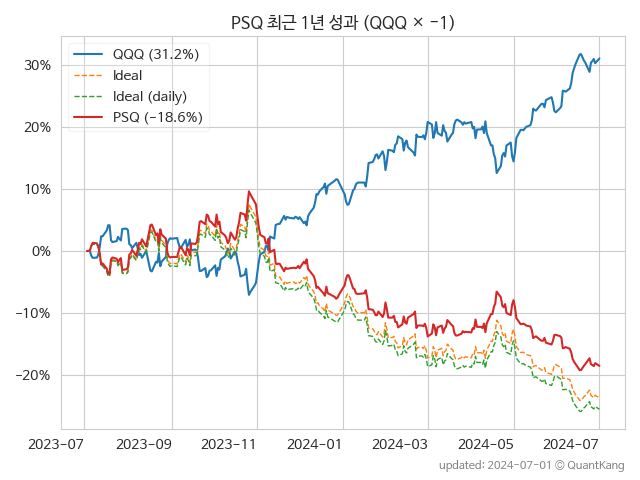 PSQ 최근 1년 성과 (QQQ × −1)
QQQ (31.2%)
Ideal
Ideal (daily)
PSQ (−18.6%)
30%
20%
10%
0%
−10%
−20%
2023-07 2023-09 2023-11 2024-01 2024-03 2024-05 2024-07
updated: 2024-07-01 © QuantKang